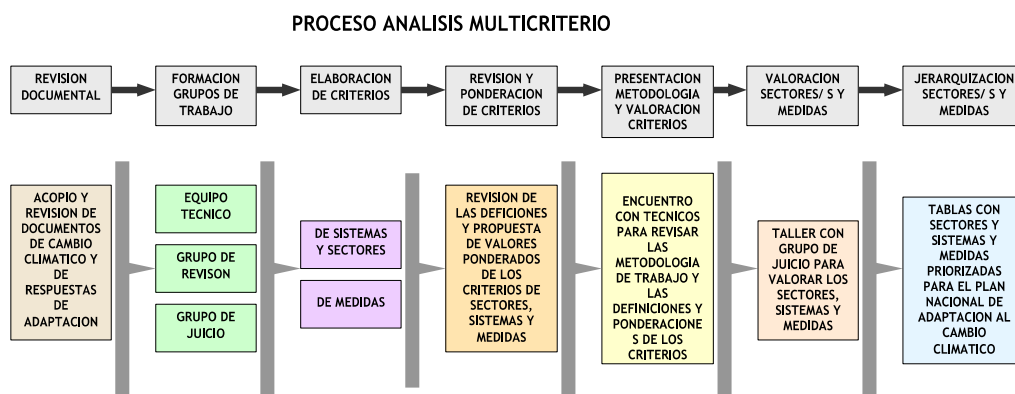 PROCESO ANALISIS MULTICRITERIO
REVISION
DOCUMENTAL
FORMACION
GRUPOS DE
TRABAJO
ELABORACION
DE CRITERIOS
REVISION Y
PONDERACION
DE CRITERIOS
PRESENTACION
METODOLOGIA
Y VALORACION
CRITERIOS
VALORACION
SECTORES/ S Y
MEDIDAS
JERARQUIZACION
SECTORES/ S Y
MEDIDAS
ACOPIO Y
REVISION DE
DOCUMENTOS
DE CAMBIO
CLIMATICO Y
DE
RESPUESTAS
DE
ADAPTACION
EQUIPO
TECNICO
GRUPO DE
REVISON
GRUPO DE
JUICIO
DE SISTEMAS
Y SECTORES
DE MEDIDAS
REVISION DE
LAS DEFICIONES
Y PROPUESTA
DE VALORES
PONDERADOS
DE LOS
CRITERIOS DE
SECTORES,
SISTEMAS Y
MEDIDAS
ENCUENTRO
CON TECNICOS
PARA REVISAR
LAS
METODOLOGIA
DE TRABAJO Y
LAS
DEFINICIONES Y
PONDERACIONE
S DE LOS
CRITERIOS
TALLER CON
GRUPO DE
JUICIO PARA
VALORAR LOS
SECTORES,
SISTEMAS Y
MEDIDAS
TABLAS CON
SECTORES Y
SISTEMAS Y
MEDIDAS
PRIORIZADAS
PARA EL PLAN
NACIONAL DE
ADAPTACION AL
CAMBIO
CLIMATICO